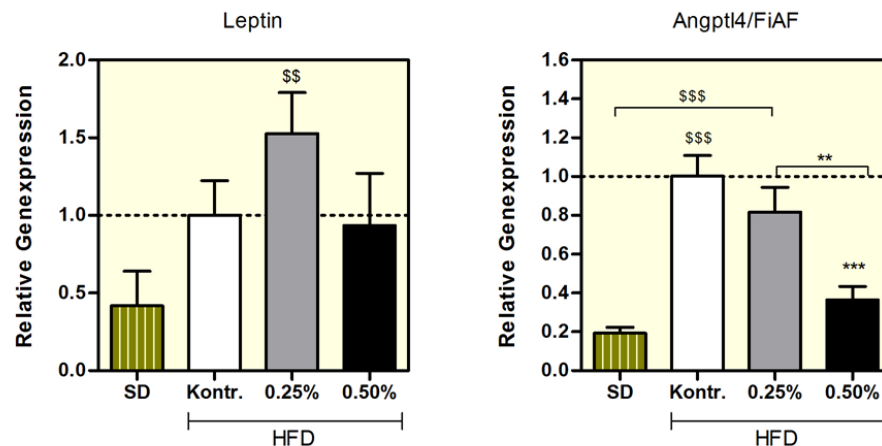 Leptin
Relative Genexpression
2.0
1.5
1.0
0.5
0.0
$$
SD Kontr. 0.25% 0.50%
HFD
Angptl4/FiAF
Relative Genexpression
1.6
1.4
1.2
1.0
0.8
0.6
0.4
0.2
0.0
$$$
$$$
**
***
SD Kontr. 0.25% 0.50%
HFD